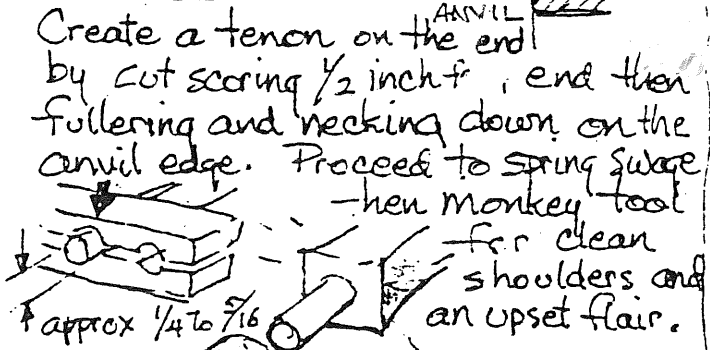 ANVIL
Create a tenon on the end
by cut scoring 1/2 inch fr , end then
fullering and necking down on the
anvil edge. Proceed to spring swage
then monkey tool
for clean
shoulders and
an upset flair.
approx 1/4 to 5/16